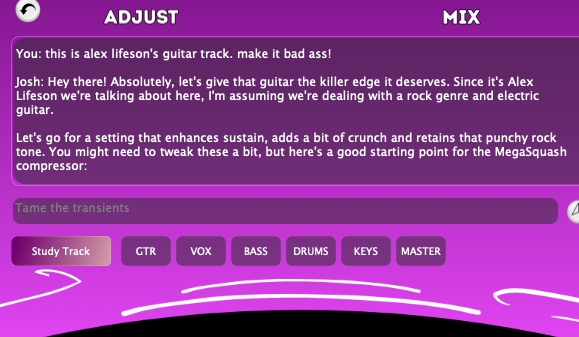 ADJUST MIX
You: this is alex lifeson's guitar track. make it bad ass!
Josh: Hey there! Absolutely, let's give that guitar the killer edge it deserves. Since it's Alex
Lifeson we're talking about here, I'm assuming we're dealing with a rock genre and electric
guitar.
Let's go for a setting that enhances sustain, adds a bit of crunch and retains that punchy rock
tone. You might need to tweak these a bit, but here's a good starting point for the MegaSquash
compressor:
Tame the transients
Study Track GTR VOX BASS DRUMS KEYS MASTER